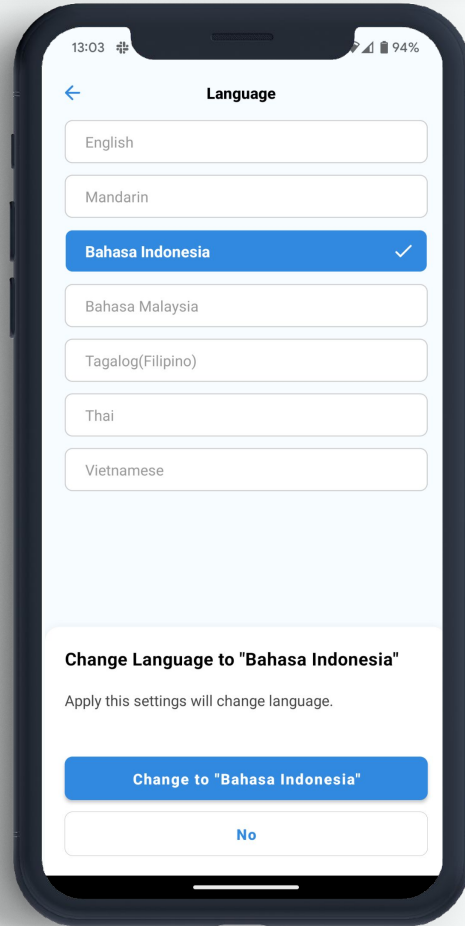 13:03
94%
Language
English
Mandarin
Bahasa Indonesia
Bahasa Malaysia
Tagalog(Filipino)
Thai
Vietnamese
Change Language to "Bahasa Indonesia"
Apply this settings will change language.
Change to "Bahasa Indonesia"
No